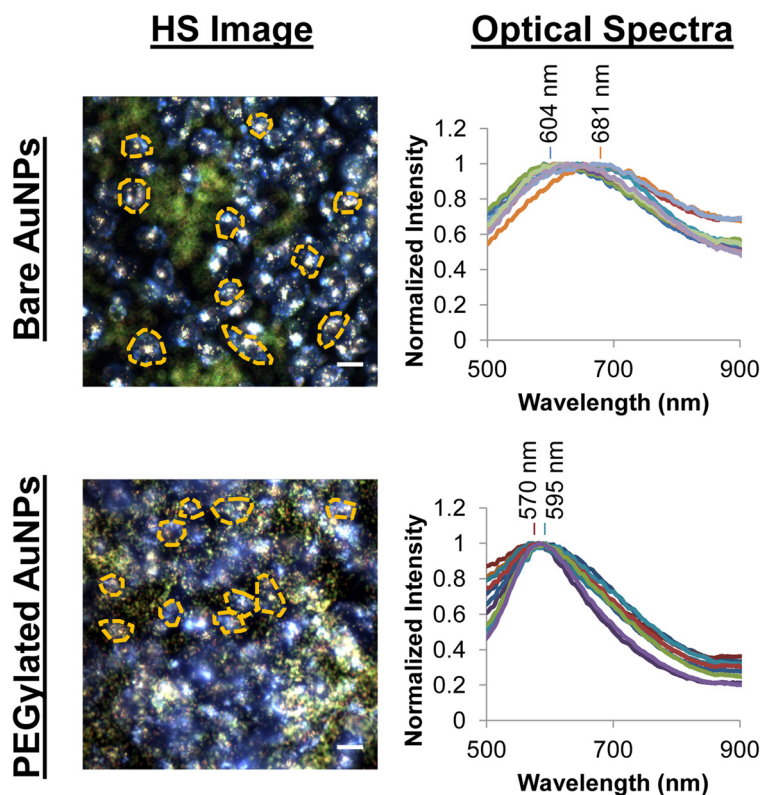 HS Image
Optical Spectra
Bare AuNPs
604 nm
681 nm
Normalized Intensity
1.2
1
0.8
0.6
0.4
0.2
0
500
700
900
Wavelength (nm)
PEGylated AuNPs
570 nm
595 nm
Normalized Intensity
1.2
1
0.8
0.6
0.4
0.2
0
500
700
900
Wavelength (nm)